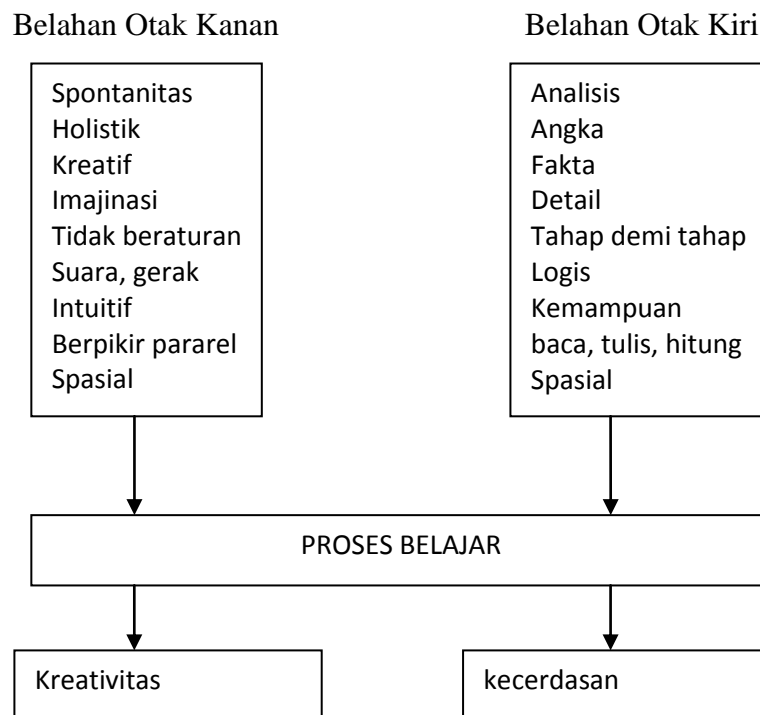 Belahan Otak Kanan
Belahan Otak Kiri
Spontanitas
Holistik
Kreatif
Imajinasi
Tidak beraturan
Suara, gerak
Intuitif
Berpikir pararel
Spasial
Analisis
Angka
Fakta
Detail
Tahap demi tahap
Logis
Kemampuan
baca, tulis, hitung
Spasial
PROSES BELAJAR
Kreativitas
kecerdasan